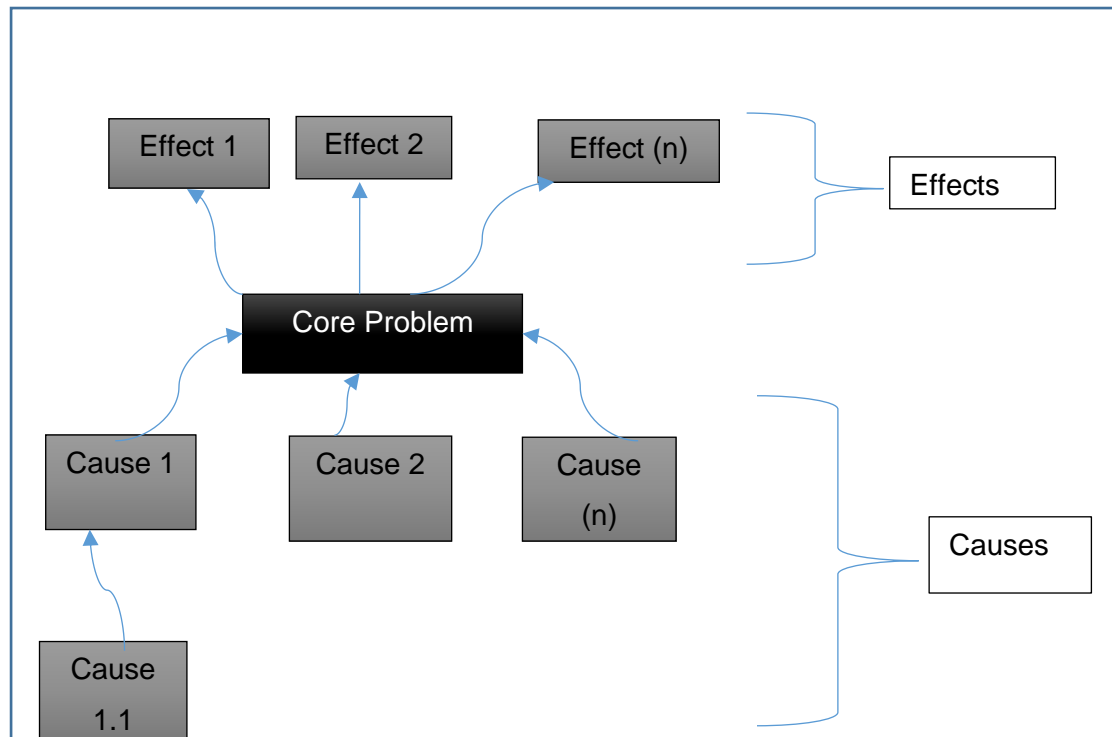 Effect 1
Effect 2
Effect (n)
Effects
Core Problem
Cause 1
Cause 2
Cause
(n)
Causes
Cause
1.1